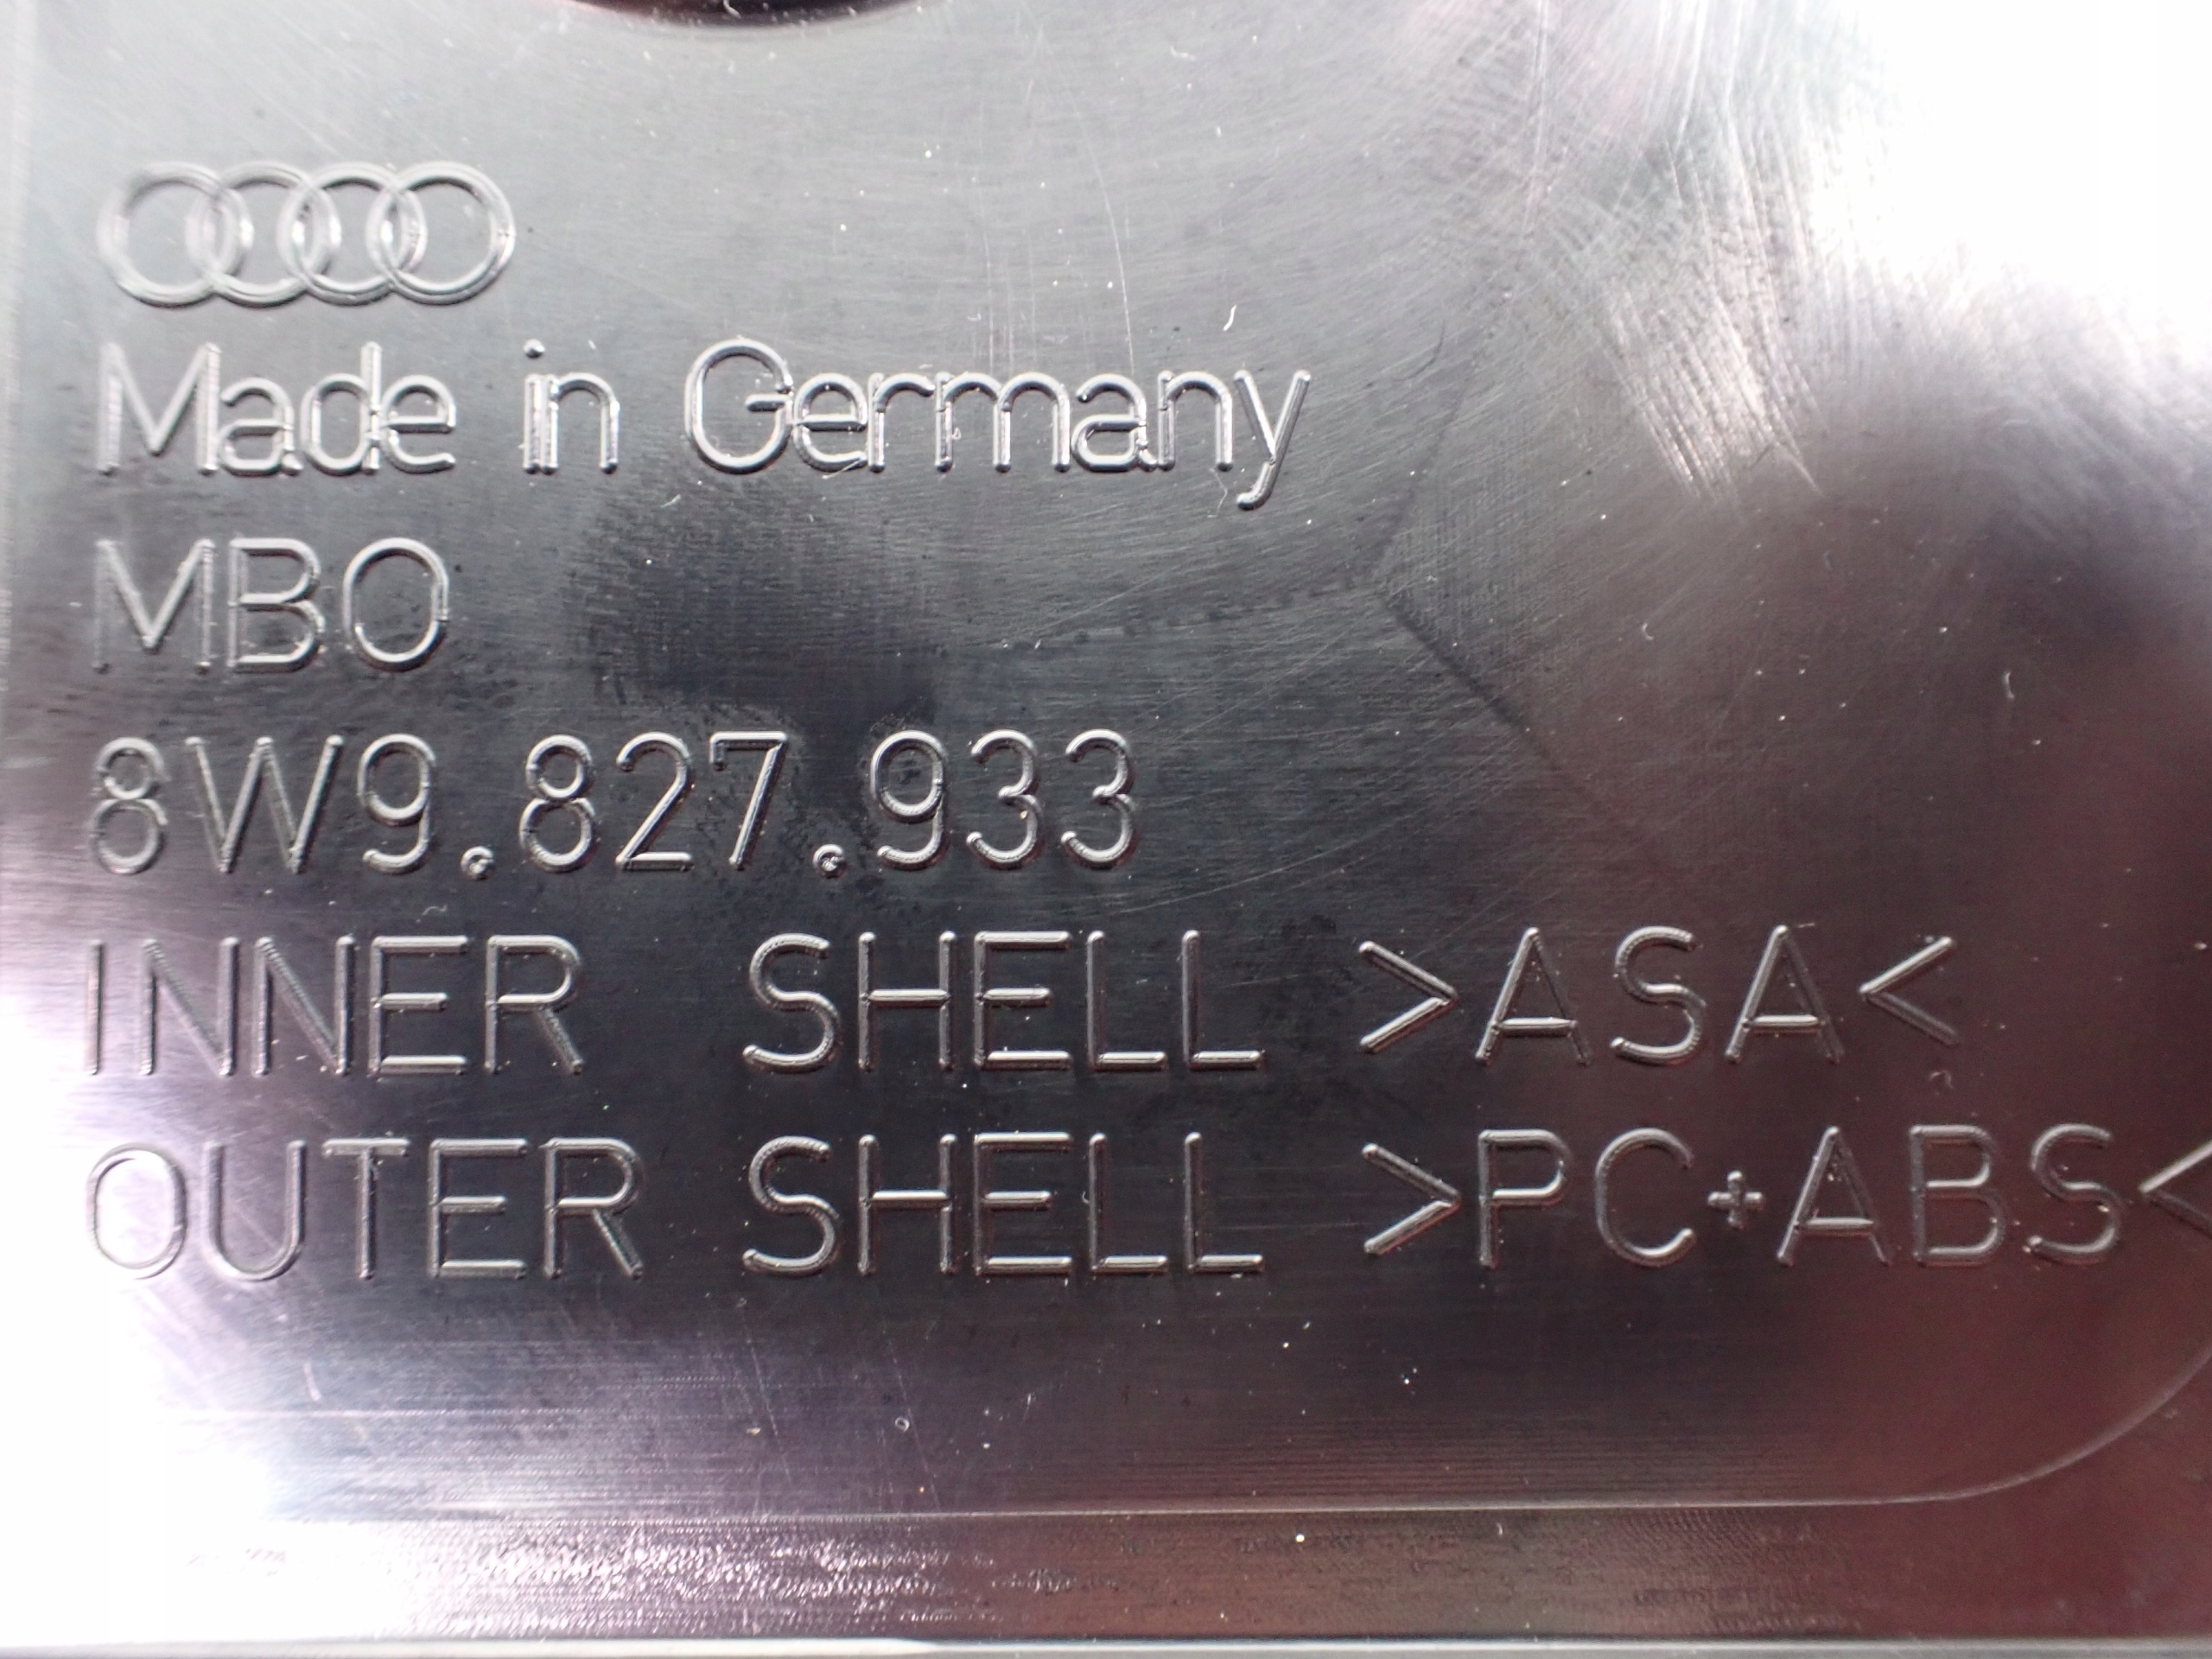 Made in Germany
MBO
8W9.827.933
INNER SHELL >ASA<
OUTER SHELL >PC+ABS<